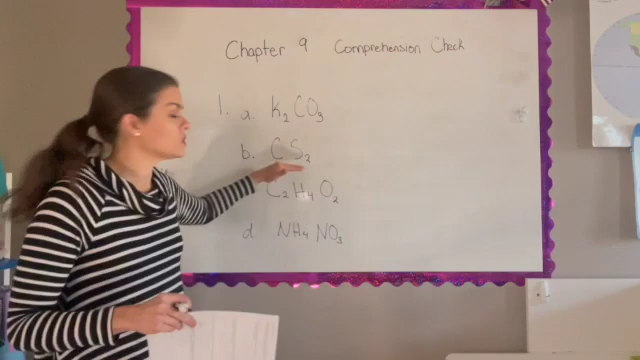 Chapter 9 Comprehension Check
1. a. K₂CO₃
b. CS₂
C₂H₄O₂
d. NH₄NO₃